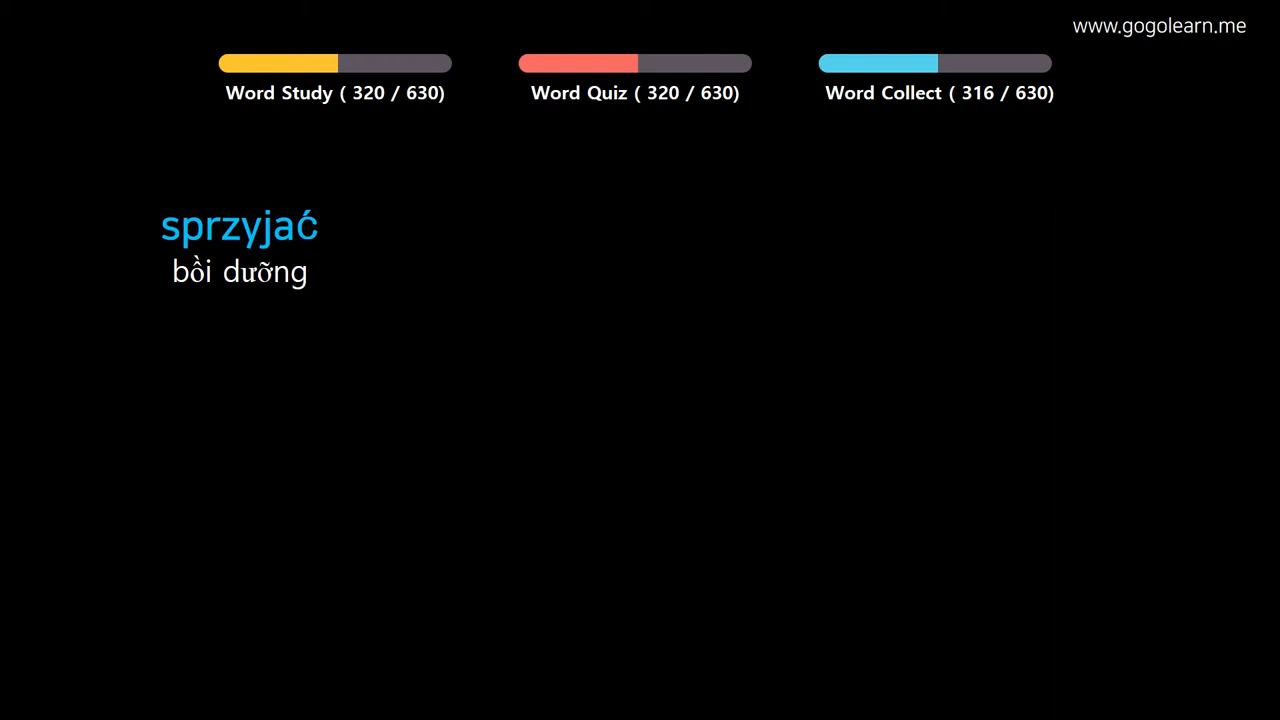 www.gogolearn.me
Word Study ( 320 / 630)
Word Quiz ( 320 / 630)
Word Collect ( 316 / 630)
sprzyjać
bồi dưỡng